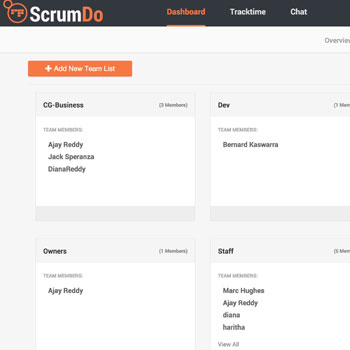 ScrumDo
Dashboard Tracktime Chat
+ Add New Team List
CG-Business (3 Members)
TEAM MEMBERS:
Ajay Reddy
Jack Speranza
DianaReddy
Dev
TEAM MEMBERS:
Bernard Kaswarra
Owners (1 Members)
TEAM MEMBERS:
Ajay Reddy
Staff
TEAM MEMBERS:
Marc Hughes
Ajay Reddy
diana
haritha
View All